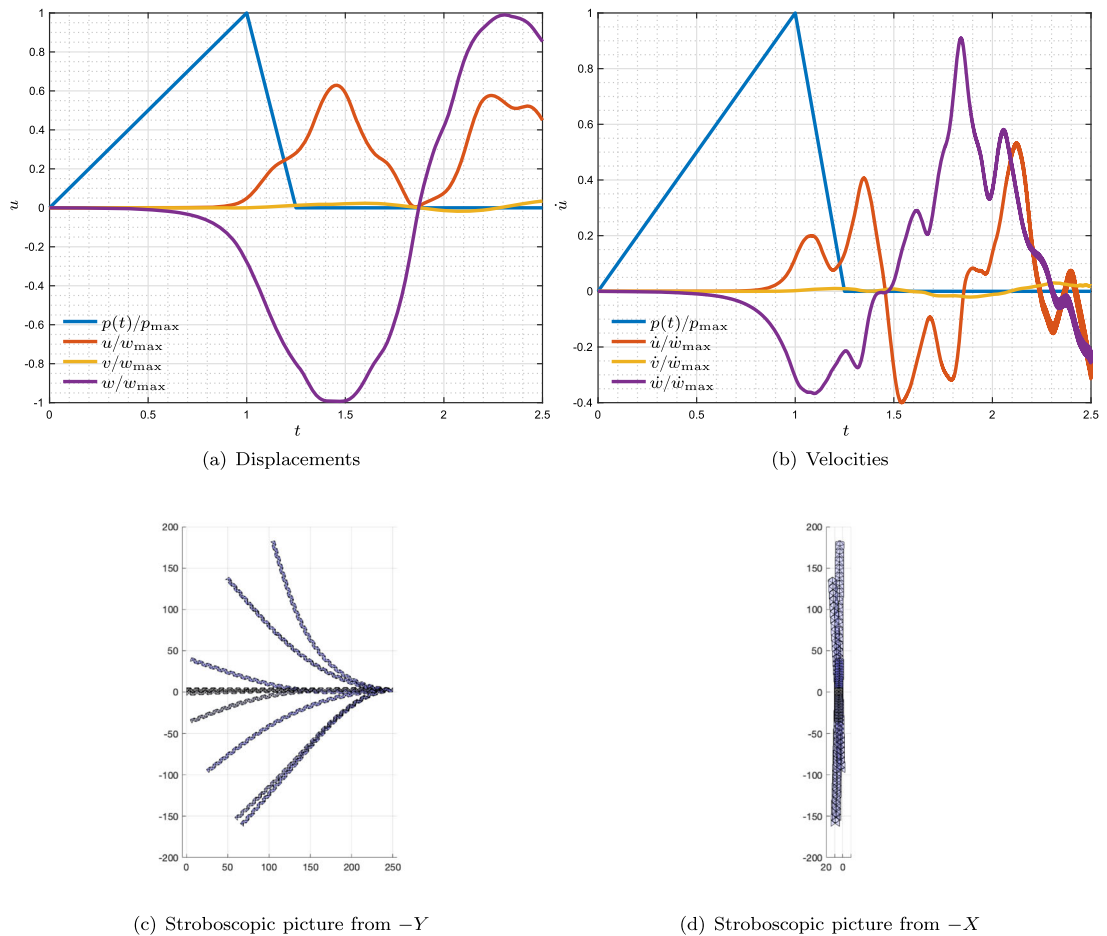 1
0.8
0.6
0.4
0.2
0
-0.2
-0.4
-0.6
-0.8
-1
u
p(t)/p_max
u/w_max
v/w_max
w/w_max
0 0.5 1 1.5 2 2.5
t
(a) Displacements
1
0.8
0.6
0.4
0.2
0
-0.2
-0.4
u̇
p(t)/p_max
u̇/ẇ_max
v̇/ẇ_max
ẇ/ẇ_max
0 0.5 1 1.5 2 2.5
t
(b) Velocities
200
150
100
50
0
-50
-100
-150
-200
0 50 100 150 200 250
(c) Stroboscopic picture from −Y
200
150
100
50
0
-50
-100
-150
-200
20 0
(d) Stroboscopic picture from −X